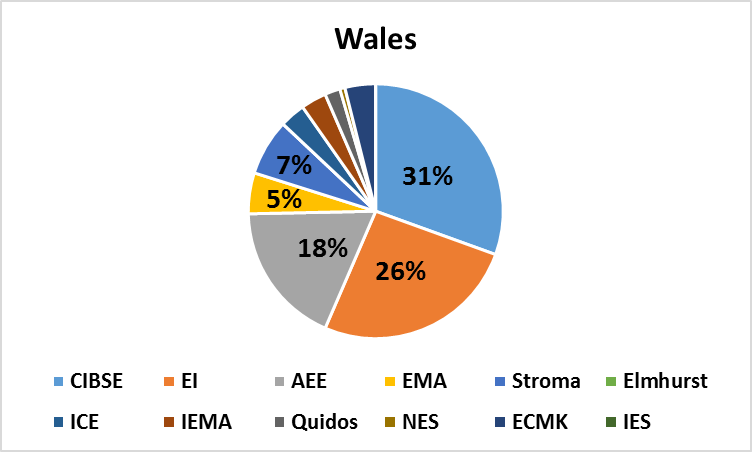 Wales
31%
26%
18%
5%
7%
CIBSE EI AEE EMA Stroma Elmhurst
ICE IEMA Quidos NES ECMK IES